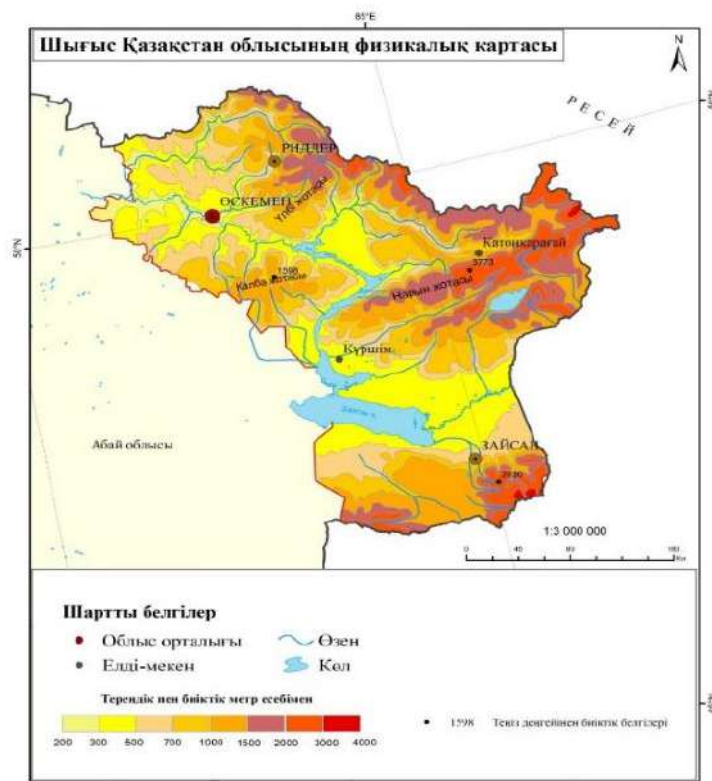 85°E
Шығыс Қазақстан облысының физикалық картасы
N
РЕСЕЙ
РИДДЕР
ӨСКЕМЕН
Үлбі жотасы
50°N
Катонқарағай
3773
1598
Қалба жотасы
Нарын жотасы
Күршім
Абай облысы
ЗАЙСАН
1:3 000 000
0 40 80 160
Км
Шартты белгілер
Облыс орталығы
Өзен
Елді-мекен
Көл
Тереңдік пен биіктік метр есебімен
200 300 500 700 1000 1500 2000 3000 4000
1598 Теңіз деңгейінен биіктік белгілері